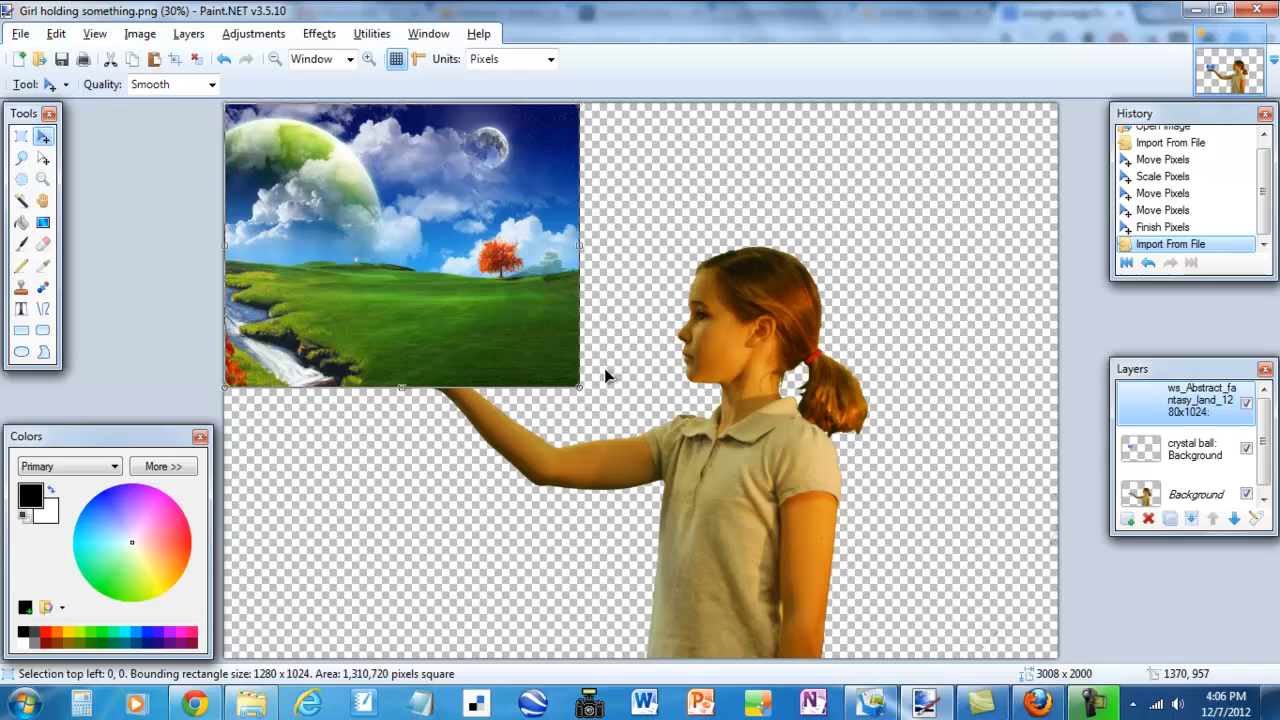 Girl holding something.png (30%) - Paint.NET v3.5.10
File Edit View Image Layers Adjustments Effects Utilities Window Help
Window Units: Pixels
Tool: Quality: Smooth
Tools
History
Open Image
Import From File
Move Pixels
Scale Pixels
Move Pixels
Move Pixels
Finish Pixels
Import From File
Layers
ws_Abstract_fa
ntasy_land_12
80x1024:
crystal ball:
Background
Background
Colors
Primary More >>
Selection top left: 0, 0. Bounding rectangle size: 1280 x 1024. Area: 1,310,720 pixels square
3008 x 2000
1370, 957
4:06 PM
12/7/2012